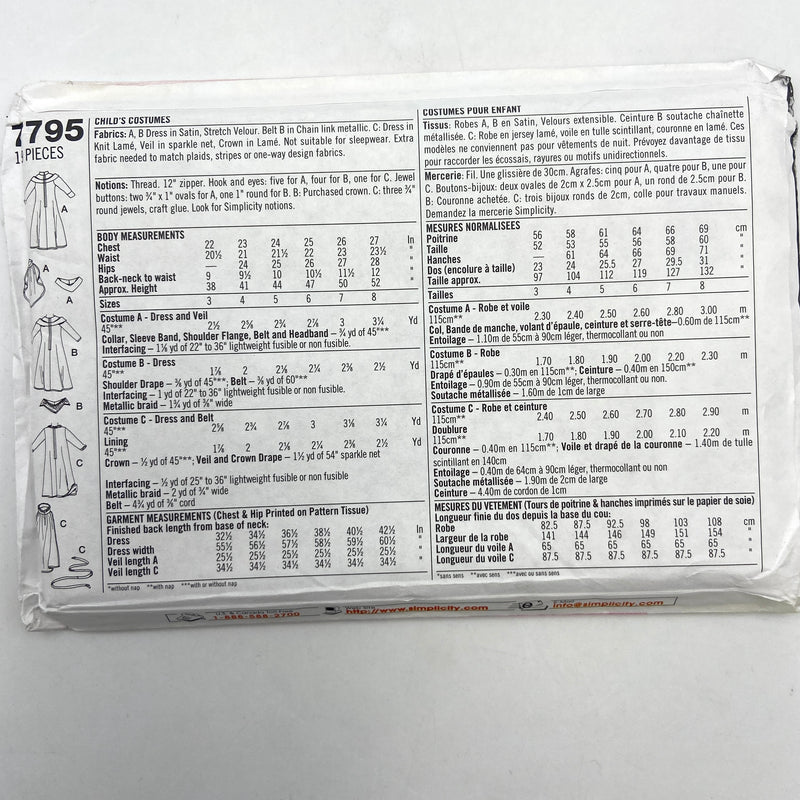 7795
PIECES
A
A
A
B
B
C
C
CHILD'S COSTUMES
Fabrics: A, B Dress in Satin, Stretch Velour. Belt B in Chain link metallic. C: Dress in
Knit Lamé, Veil in sparkle net, Crown in Lamé. Not suitable for sleepwear. Extra
fabric needed to match plaids, stripes or one-way design fabrics.
Notions: Thread. 12" zipper. Hook and eyes: five for A, four for B, one for C. Jewel
buttons: two ¾" x 1" ovals for A, one 1" round for B. B: Purchased crown. C: three ¾"
round jewels, craft glue. Look for Simplicity notions.
BODY MEASUREMENTS
Chest 22 23 24 25 26 27 In
Waist 20½ 21 21½ 22 23 23½ "
Hips — 24 25 26 27 28 "
Back-neck to waist 9 9½ 10 10½ 11½ 12 "
Approx. Height 38 41 44 47 50 52 "
Sizes 3 4 5 6 7 8
Costume A - Dress and Veil
45"** 2½ 2⅝ 2¾ 2⅞ 3 3¼ Yd
Collar, Sleeve Band, Shoulder Flange, Belt and Headband – ¾ yd of 45"**
Interfacing – 1⅛ yd of 22" to 36" lightweight fusible or non fusible.
Costume B - Dress
45"** 1⅞ 2 2⅛ 2¼ 2⅜ 2½ Yd
Shoulder Drape – ⅜ yd of 45"**; Belt – ⅜ yd of 60"**
Interfacing – 1 yd of 22" to 36" lightweight fusible or non fusible.
Metallic braid – 1¾ yd of ⅜" wide
Costume C - Dress and Belt
45"** 2⅝ 2¾ 2⅞ 3 3⅛ 3¼ Yd
Lining
45"** 1⅞ 2 2⅛ 2¼ 2⅜ 2½ Yd
Crown – ½ yd of 45"**; Veil and Crown Drape – 1½ yd of 54" sparkle net
Interfacing – ½ yd of 25" to 36" lightweight fusible or non fusible
Metallic braid – 2 yd of ¾" wide
Belt – 4¾ yd of ⅜" cord
GARMENT MEASUREMENTS (Chest & Hip Printed on Pattern Tissue)
Finished back length from base of neck:
Dress 32½ 34½ 36½ 38½ 40½ 42½ In
Dress width 55½ 56½ 57½ 58½ 59½ 60½ "
Veil length A 25½ 25½ 25½ 25½ 25½ 25½ "
Veil length C 34½ 34½ 34½ 34½ 34½ 34½ "
*without nap **with nap ***with or without nap
COSTUMES POUR ENFANT
Tissus: Robes A, B en Satin, Velours extensible. Ceinture B soutache chaînette
métallisée. C: Robe en jersey lamé, voile en tulle scintillant, couronne en lamé. Ces
modèles ne conviennent pas pour vêtements de nuit. Prévoyez davantage de tissu
pour raccorder les écossais, rayures ou motifs unidirectionnels.
Mercerie: Fil. Une glissière de 30cm. Agrafes: cinq pour A, quatre pour B, une pour
C. Boutons-bijoux: deux ovales de 2cm x 2.5cm pour A, un rond de 2.5cm pour B.
B: Couronne achetée. C: trois bijoux ronds de 2cm, colle pour travaux manuels.
Demandez la mercerie Simplicity.
MESURES NORMALISEES
Poitrine 56 58 61 64 66 69 cm
Taille 52 53 55 56 58 60 "
Hanches — 61 64 66 69 71 "
Dos (encolure à taille) 23 24 25.5 27 29.5 31 "
Taille approx. 97 104 112 119 127 132 "
Tailles 3 4 5 6 7 8
Costume A - Robe et voile
115cm** 2.30 2.40 2.50 2.60 2.80 3.00 m
Col, Bande de manche, volant d'épaule, ceinture et serre-tête–0.60m de 115cm**
Entoilage – 1.10m de 55cm à 90cm léger, thermocollant ou non.
Costume B - Robe
115cm** 1.70 1.80 1.90 2.00 2.20 2.30 m
Drapé d'épaules – 0.30m en 115cm**; Ceinture – 0.40m en 150cm**
Entoilage – 0.90m de 55cm à 90cm léger, thermocollant ou non.
Soutache métallisée – 1.60m de 1cm de large
Costume C - Robe et ceinture
115cm** 2.40 2.50 2.60 2.70 2.80 2.90 m
Doublure
115cm** 1.70 1.80 1.90 2.00 2.10 2.20 m
Couronne – 0.40m en 115cm**; Voile et drapé de la couronne – 1.40m de tulle
scintillant en 140cm
Entoilage – 0.40m de 64cm à 90cm léger, thermocollant ou non
Soutache métallisée – 1.90m de 2cm de large
Ceinture – 4.40m de cordon de 1cm
MESURES DU VETEMENT (Tours de poitrine & hanches imprimés sur le papier de soie)
Longueur finie du dos depuis la base du cou:
Robe 82.5 87.5 92.5 98 103 108 cm
Largeur de la robe 141 144 146 149 151 154 "
Longueur du voile A 65 65 65 65 65 65 "
Longueur du voile C 87.5 87.5 87.5 87.5 87.5 87.5 "
*sans sens **avec sens ***avec ou sans sens
1-888-588-2700
http://www.simplicity.com
info@simplicity.com